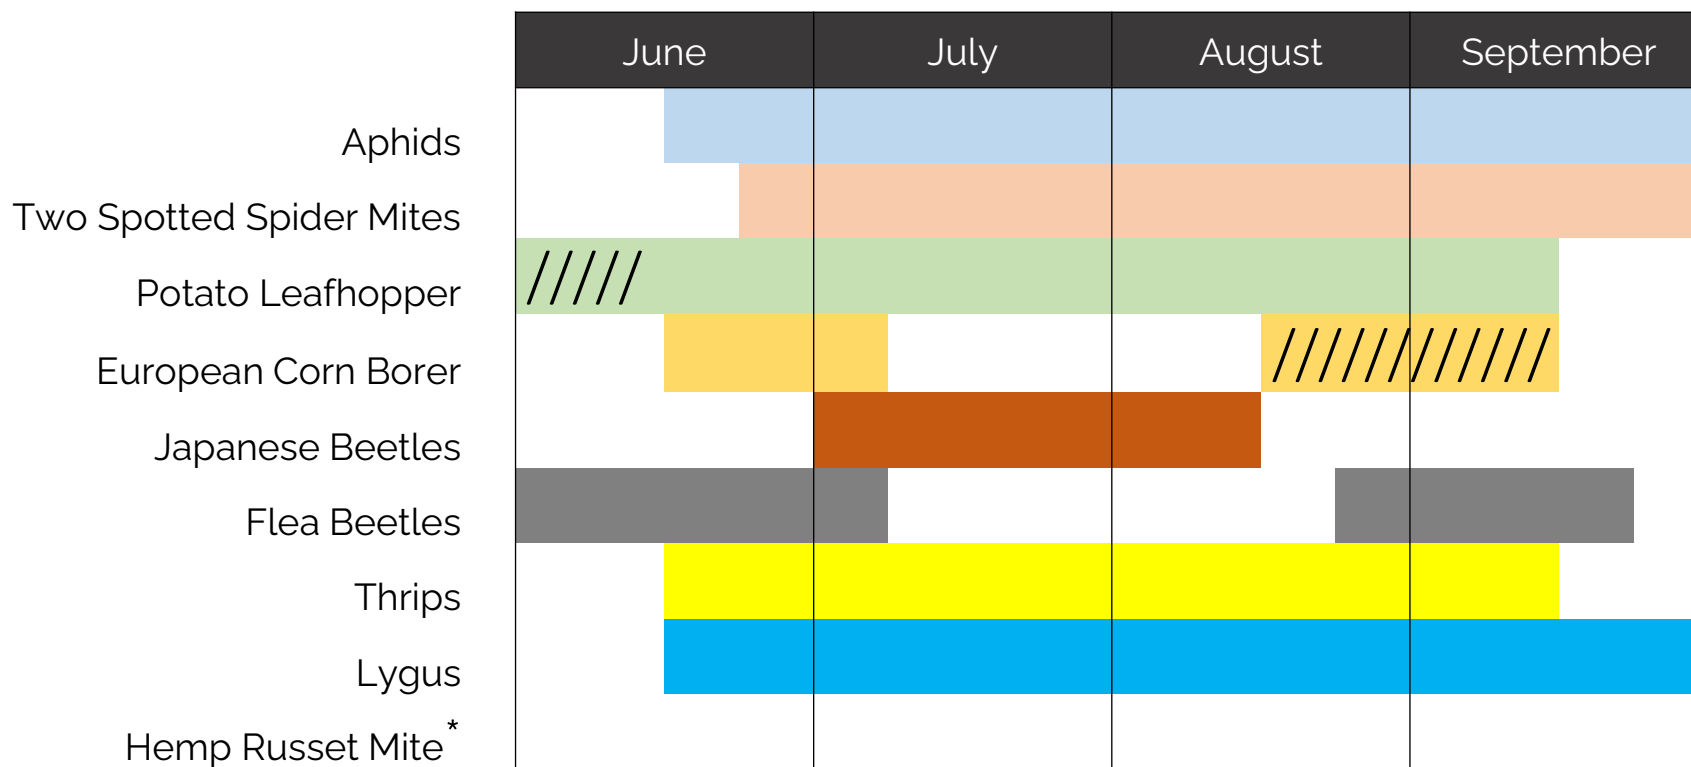 June July August September
Aphids
Two Spotted Spider Mites
Potato Leafhopper
European Corn Borer
Japanese Beetles
Flea Beetles
Thrips
Lygus
Hemp Russet Mite*